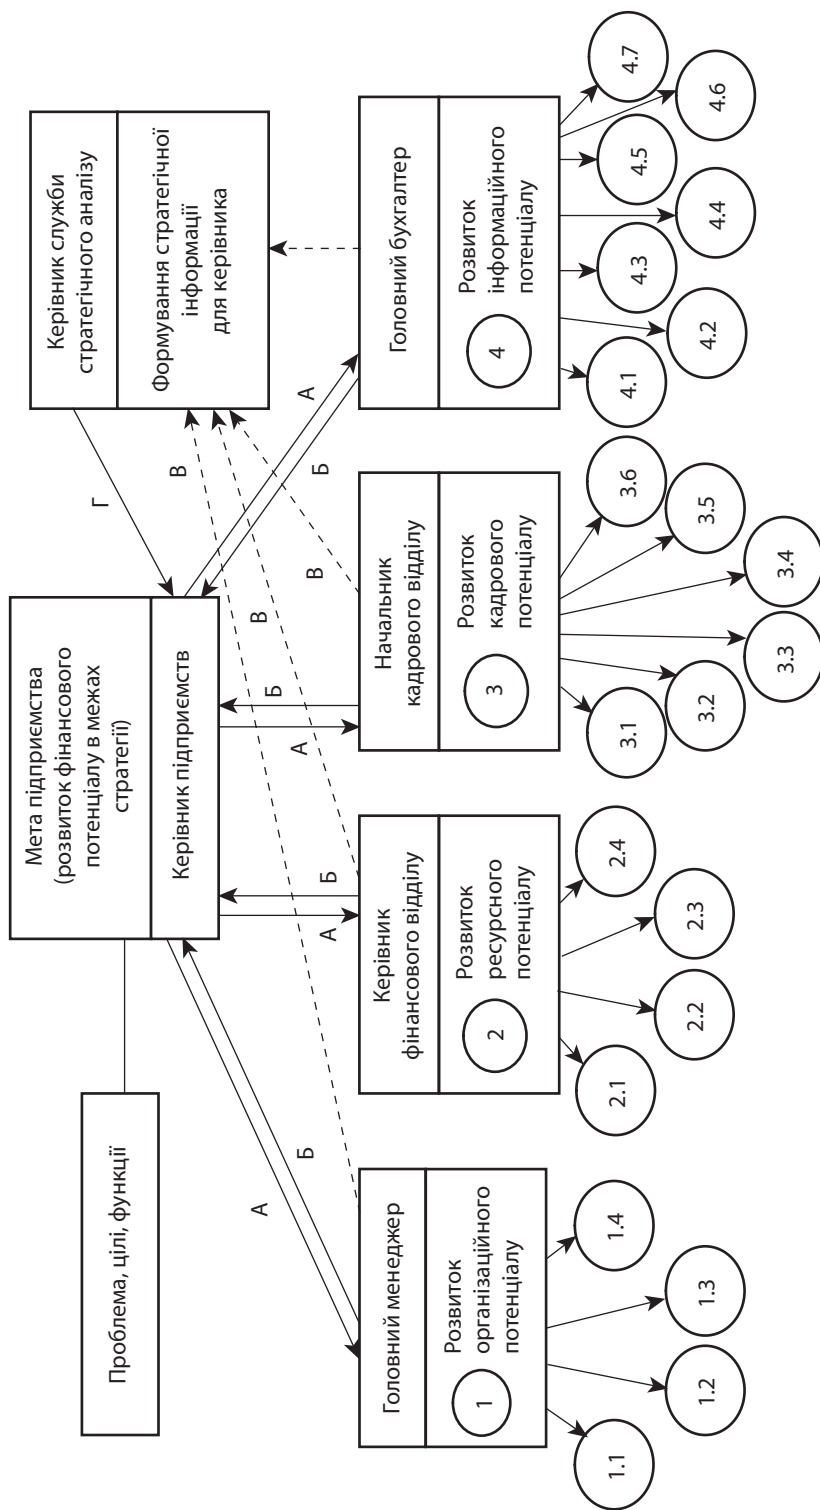 Проблема, цілі, функції
Мета підприємства
(розвиток фінансового
потенціалу в межах
стратегії)
Керівник підприємств
Керівник служби
стратегічного аналізу
Формування стратегічної
інформації
для керівника
Г
А
Б
А
Б
А
Б
А
Б
В
В
В
Головний менеджер
1
Розвиток
організаційного
потенціалу
Керівник
фінансового відділу
2
Розвиток
ресурсного
потенціалу
Начальник
кадрового відділу
3
Розвиток
кадрового
потенціалу
Головний бухгалтер
4
Розвиток
інформаційного
потенціалу
1.1
1.2
1.3
1.4
2.1
2.2
2.3
2.4
3.1
3.2
3.3
3.4
3.5
3.6
4.1
4.2
4.3
4.4
4.5
4.6
4.7